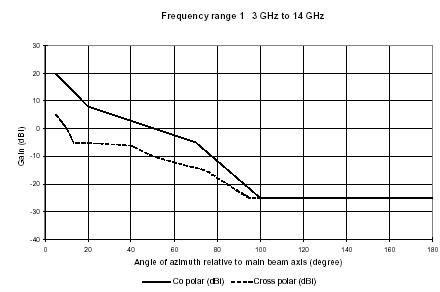 Frequency range 1 3 GHz to 14 GHz
30
20
10
0
-10
-20
-30
-40
Gain (dBi)
0 20 40 60 80 100 120 140 160 180
Angle of azimuth relative to main beam axis (degree)
Co polar (dBi) Cross polar (dBi)